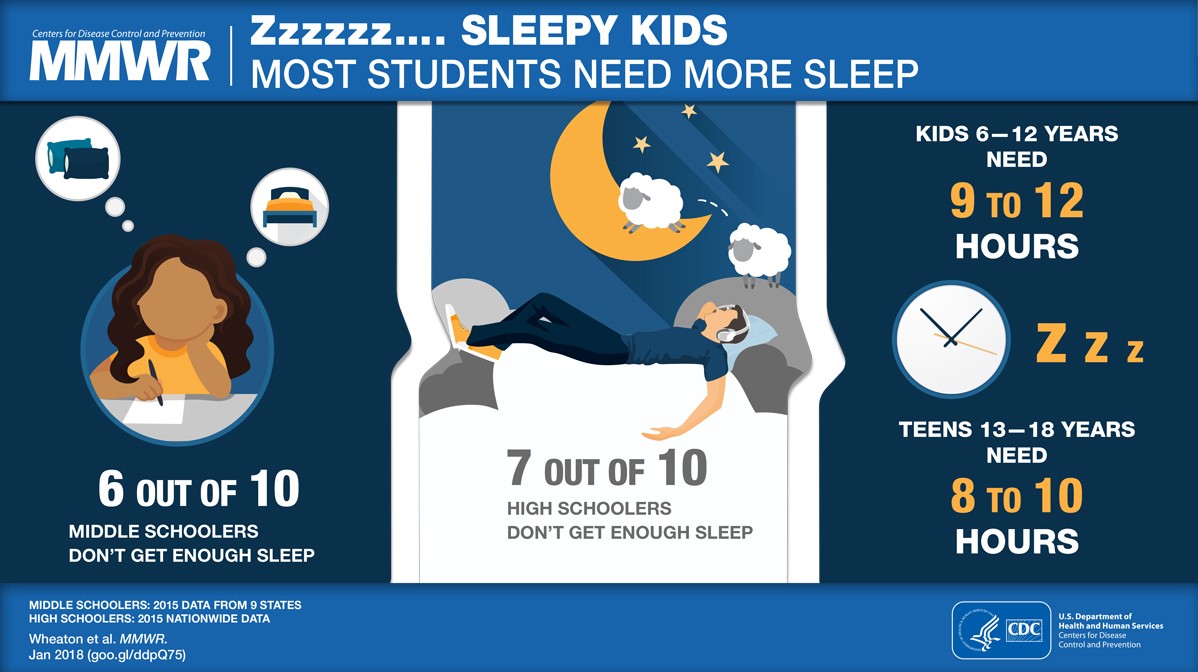 Centers for Disease Control and Prevention
MMWR
Zzzzzz.... SLEEPY KIDS
MOST STUDENTS NEED MORE SLEEP
6 OUT OF 10
MIDDLE SCHOOLERS
DON'T GET ENOUGH SLEEP
7 OUT OF 10
HIGH SCHOOLERS
DON'T GET ENOUGH SLEEP
KIDS 6—12 YEARS
NEED
9 TO 12
HOURS
Z Z Z
TEENS 13—18 YEARS
NEED
8 TO 10
HOURS
MIDDLE SCHOOLERS: 2015 DATA FROM 9 STATES
HIGH SCHOOLERS: 2015 NATIONWIDE DATA
Wheaton et al. MMWR.
Jan 2018 (goo.gl/ddpQ75)
CDC
U.S. Department of
Health and Human Services
Centers for Disease
Control and Prevention